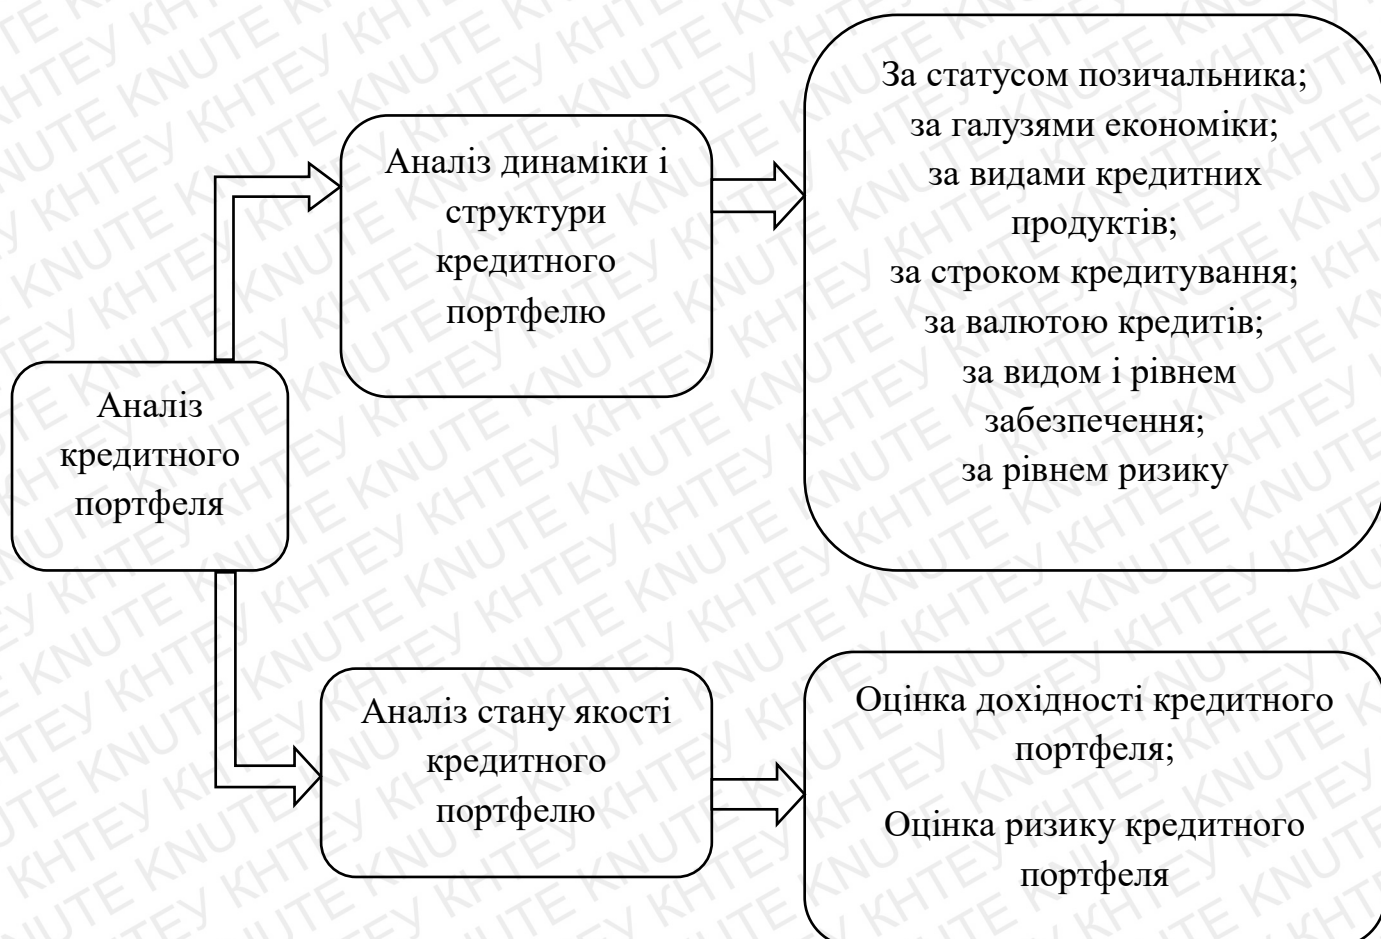 Аналіз
кредитного
портфеля
Аналіз динаміки і
структури
кредитного
портфелю
За статусом позичальника;
за галузями економіки;
за видами кредитних
продуктів;
за строком кредитування;
за валютою кредитів;
за видом і рівнем
забезпечення;
за рівнем ризику
Аналіз стану якості
кредитного
портфелю
Оцінка дохідності кредитного
портфеля;
Оцінка ризику кредитного
портфеля